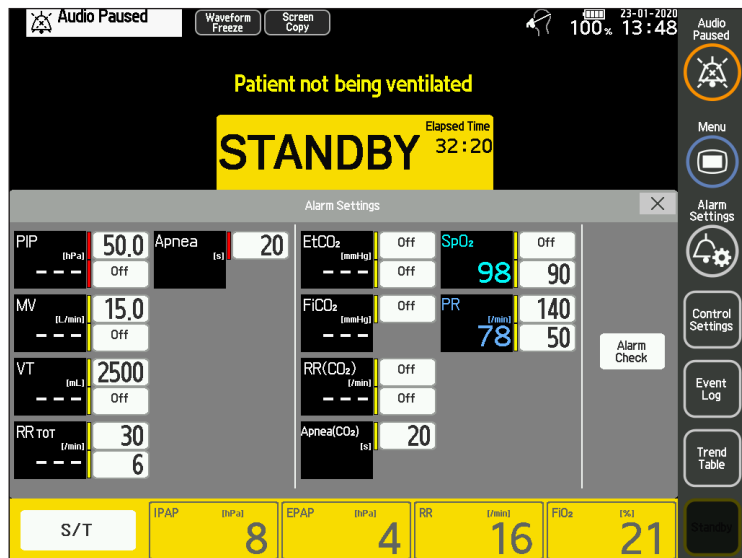 Audio Paused
Waveform Freeze
Screen Copy
100%
23-01-2020
13:48
Audio Paused
Patient not being ventilated
STANDBY
Elapsed Time
32:20
Menu
Alarm Settings
Alarm Settings
PIP [hPa] 50.0
--- Off
Apnea [s] 20
EtCO₂ [mmHg] Off
--- Off
SpO₂ Off
98 90
MV [L/min] 15.0
--- Off
FiCO₂ [mmHg] Off
---
PR [/min] 140
78 50
Control Settings
Alarm Check
VT [mL] 2500
--- Off
RR(CO₂) [/min] Off
--- Off
Event Log
RR TOT [/min] 30
--- 6
Apnea(CO₂) [s] 20
Trend Table
S/T
IPAP [hPa] 8
EPAP [hPa] 4
RR [/min] 16
FiO₂ [%] 21
Standby